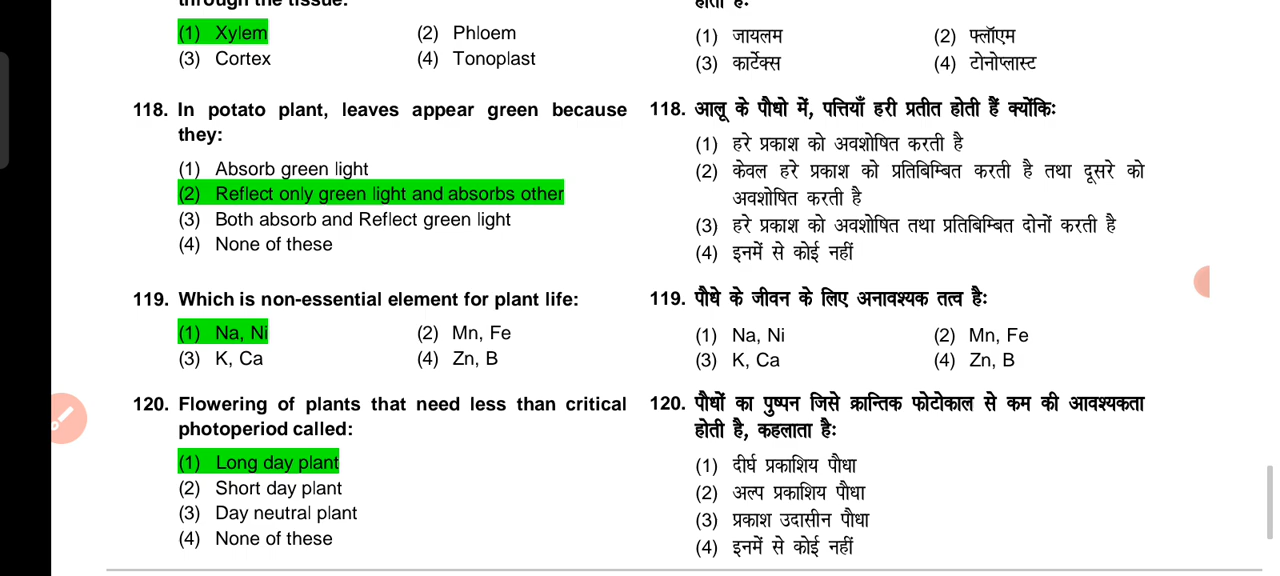 through the tissue:
(1) Xylem (2) Phloem
(3) Cortex (4) Tonoplast
118. In potato plant, leaves appear green because
they:
(1) Absorb green light
(2) Reflect only green light and absorbs other
(3) Both absorb and Reflect green light
(4) None of these
119. Which is non-essential element for plant life:
(1) Na, Ni (2) Mn, Fe
(3) K, Ca (4) Zn, B
120. Flowering of plants that need less than critical
photoperiod called:
(1) Long day plant
(2) Short day plant
(3) Day neutral plant
(4) None of these
होता है:
(1) जायलम (2) फ्लॉएम
(3) कार्टेक्स (4) टोनोप्लास्ट
118. आलू के पौधो में, पत्तियाँ हरी प्रतीत होती हैं क्योंकि:
(1) हरे प्रकाश को अवशोषित करती है
(2) केवल हरे प्रकाश को प्रतिबिम्बित करती है तथा दूसरे को
अवशोषित करती है
(3) हरे प्रकाश को अवशोषित तथा प्रतिबिम्बित दोनों करती है
(4) इनमें से कोई नहीं
119. पौधे के जीवन के लिए अनावश्यक तत्व है:
(1) Na, Ni (2) Mn, Fe
(3) K, Ca (4) Zn, B
120. पौधों का पुष्पन जिसे क्रान्तिक फोटोकाल से कम की आवश्यकता
होती है, कहलाता है:
(1) दीर्घ प्रकाशिय पौधा
(2) अल्प प्रकाशिय पौधा
(3) प्रकाश उदासीन पौधा
(4) इनमें से कोई नहीं